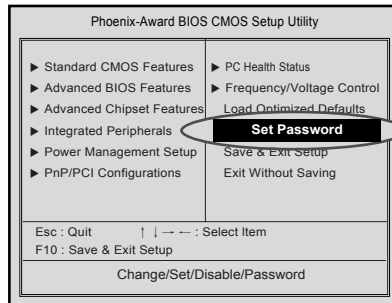 Phoenix-Award BIOS CMOS Setup Utility
▶ Standard CMOS Features
▶ Advanced BIOS Features
▶ Advanced Chipset Features
▶ Integrated Peripherals
▶ Power Management Setup
▶ PnP/PCI Configurations
▶ PC Health Status
▶ Frequency/Voltage Control
Load Optimized Defaults
Set Password
Save & Exit Setup
Exit Without Saving
Esc : Quit ↑ ↓ → ← : Select Item
F10 : Save & Exit Setup
Change/Set/Disable/Password